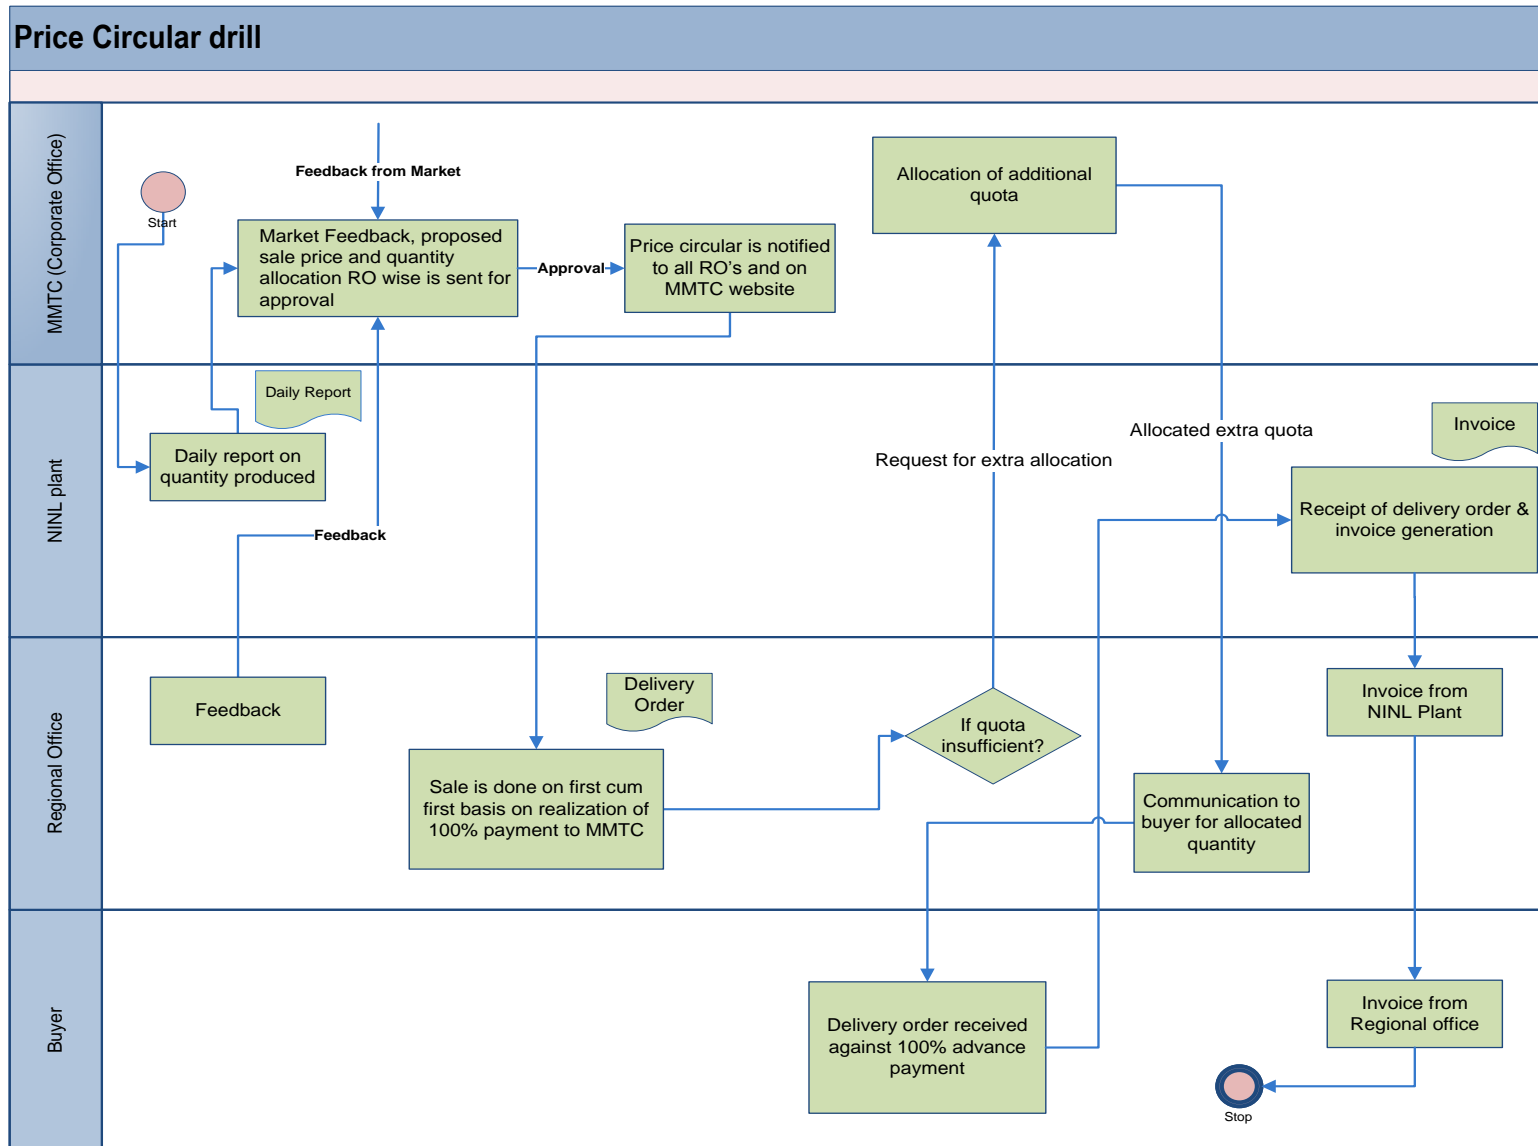 Price Circular drill
MMTC (Corporate Office)
Start
Feedback from Market
Market Feedback, proposed
sale price and quantity
allocation RO wise is sent for
approval
Approval
Price circular is notified
to all RO's and on
MMTC website
Allocation of additional
quota
NINL plant
Daily Report
Daily report on
quantity produced
Feedback
Request for extra allocation
Allocated extra quota
Invoice
Receipt of delivery order &
invoice generation
Regional Office
Feedback
Delivery
Order
Sale is done on first cum
first basis on realization of
100% payment to MMTC
If quota
insufficient?
Communication to
buyer for allocated
quantity
Invoice from
NINL Plant
Buyer
Delivery order received
against 100% advance
payment
Invoice from
Regional office
Stop